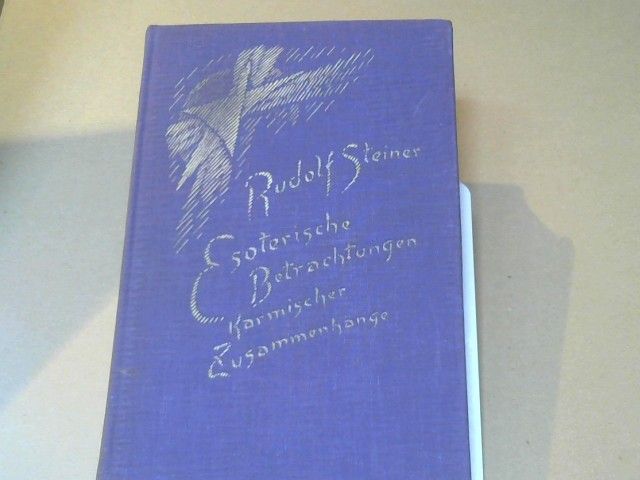 Rudolf Steiner
Esoterische
Betrachtungen
Karmischer
Zusammenhänge